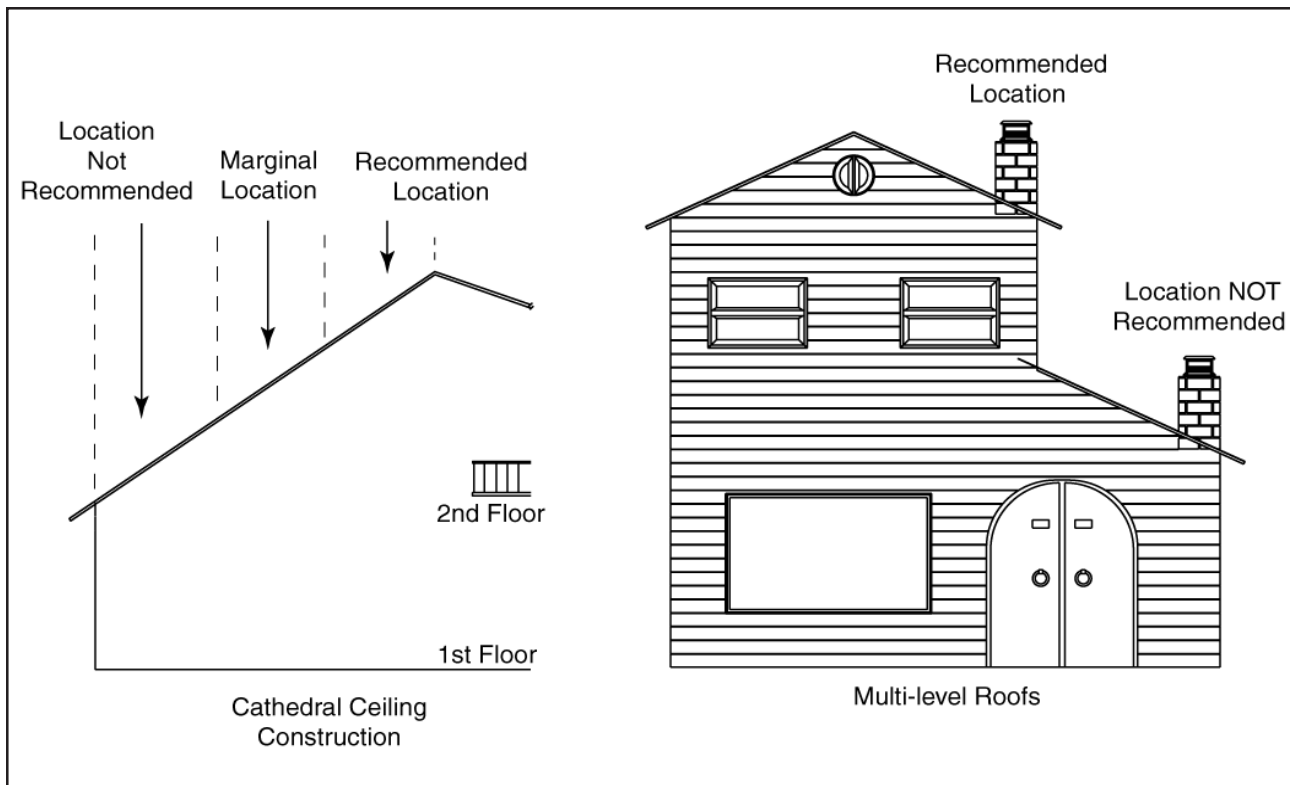 Location
Not
Recommended
Marginal
Location
Recommended
Location
2nd Floor
1st Floor
Cathedral Ceiling
Construction
Recommended
Location
Location NOT
Recommended
Multi-level Roofs